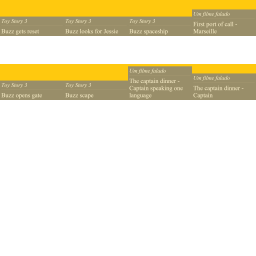 Toy Story 3
Buzz gets reset
Toy Story 3
Buzz looks for Jessie
Toy Story 3
Buzz spaceship
Um filme falado
First port of call -
Marseille
Toy Story 3
Buzz opens gate
Toy Story 3
Buzz scape
Um filme falado
The captain dinner -
Captain speaking one
language
Um filme falado
The captain dinner -
Captain